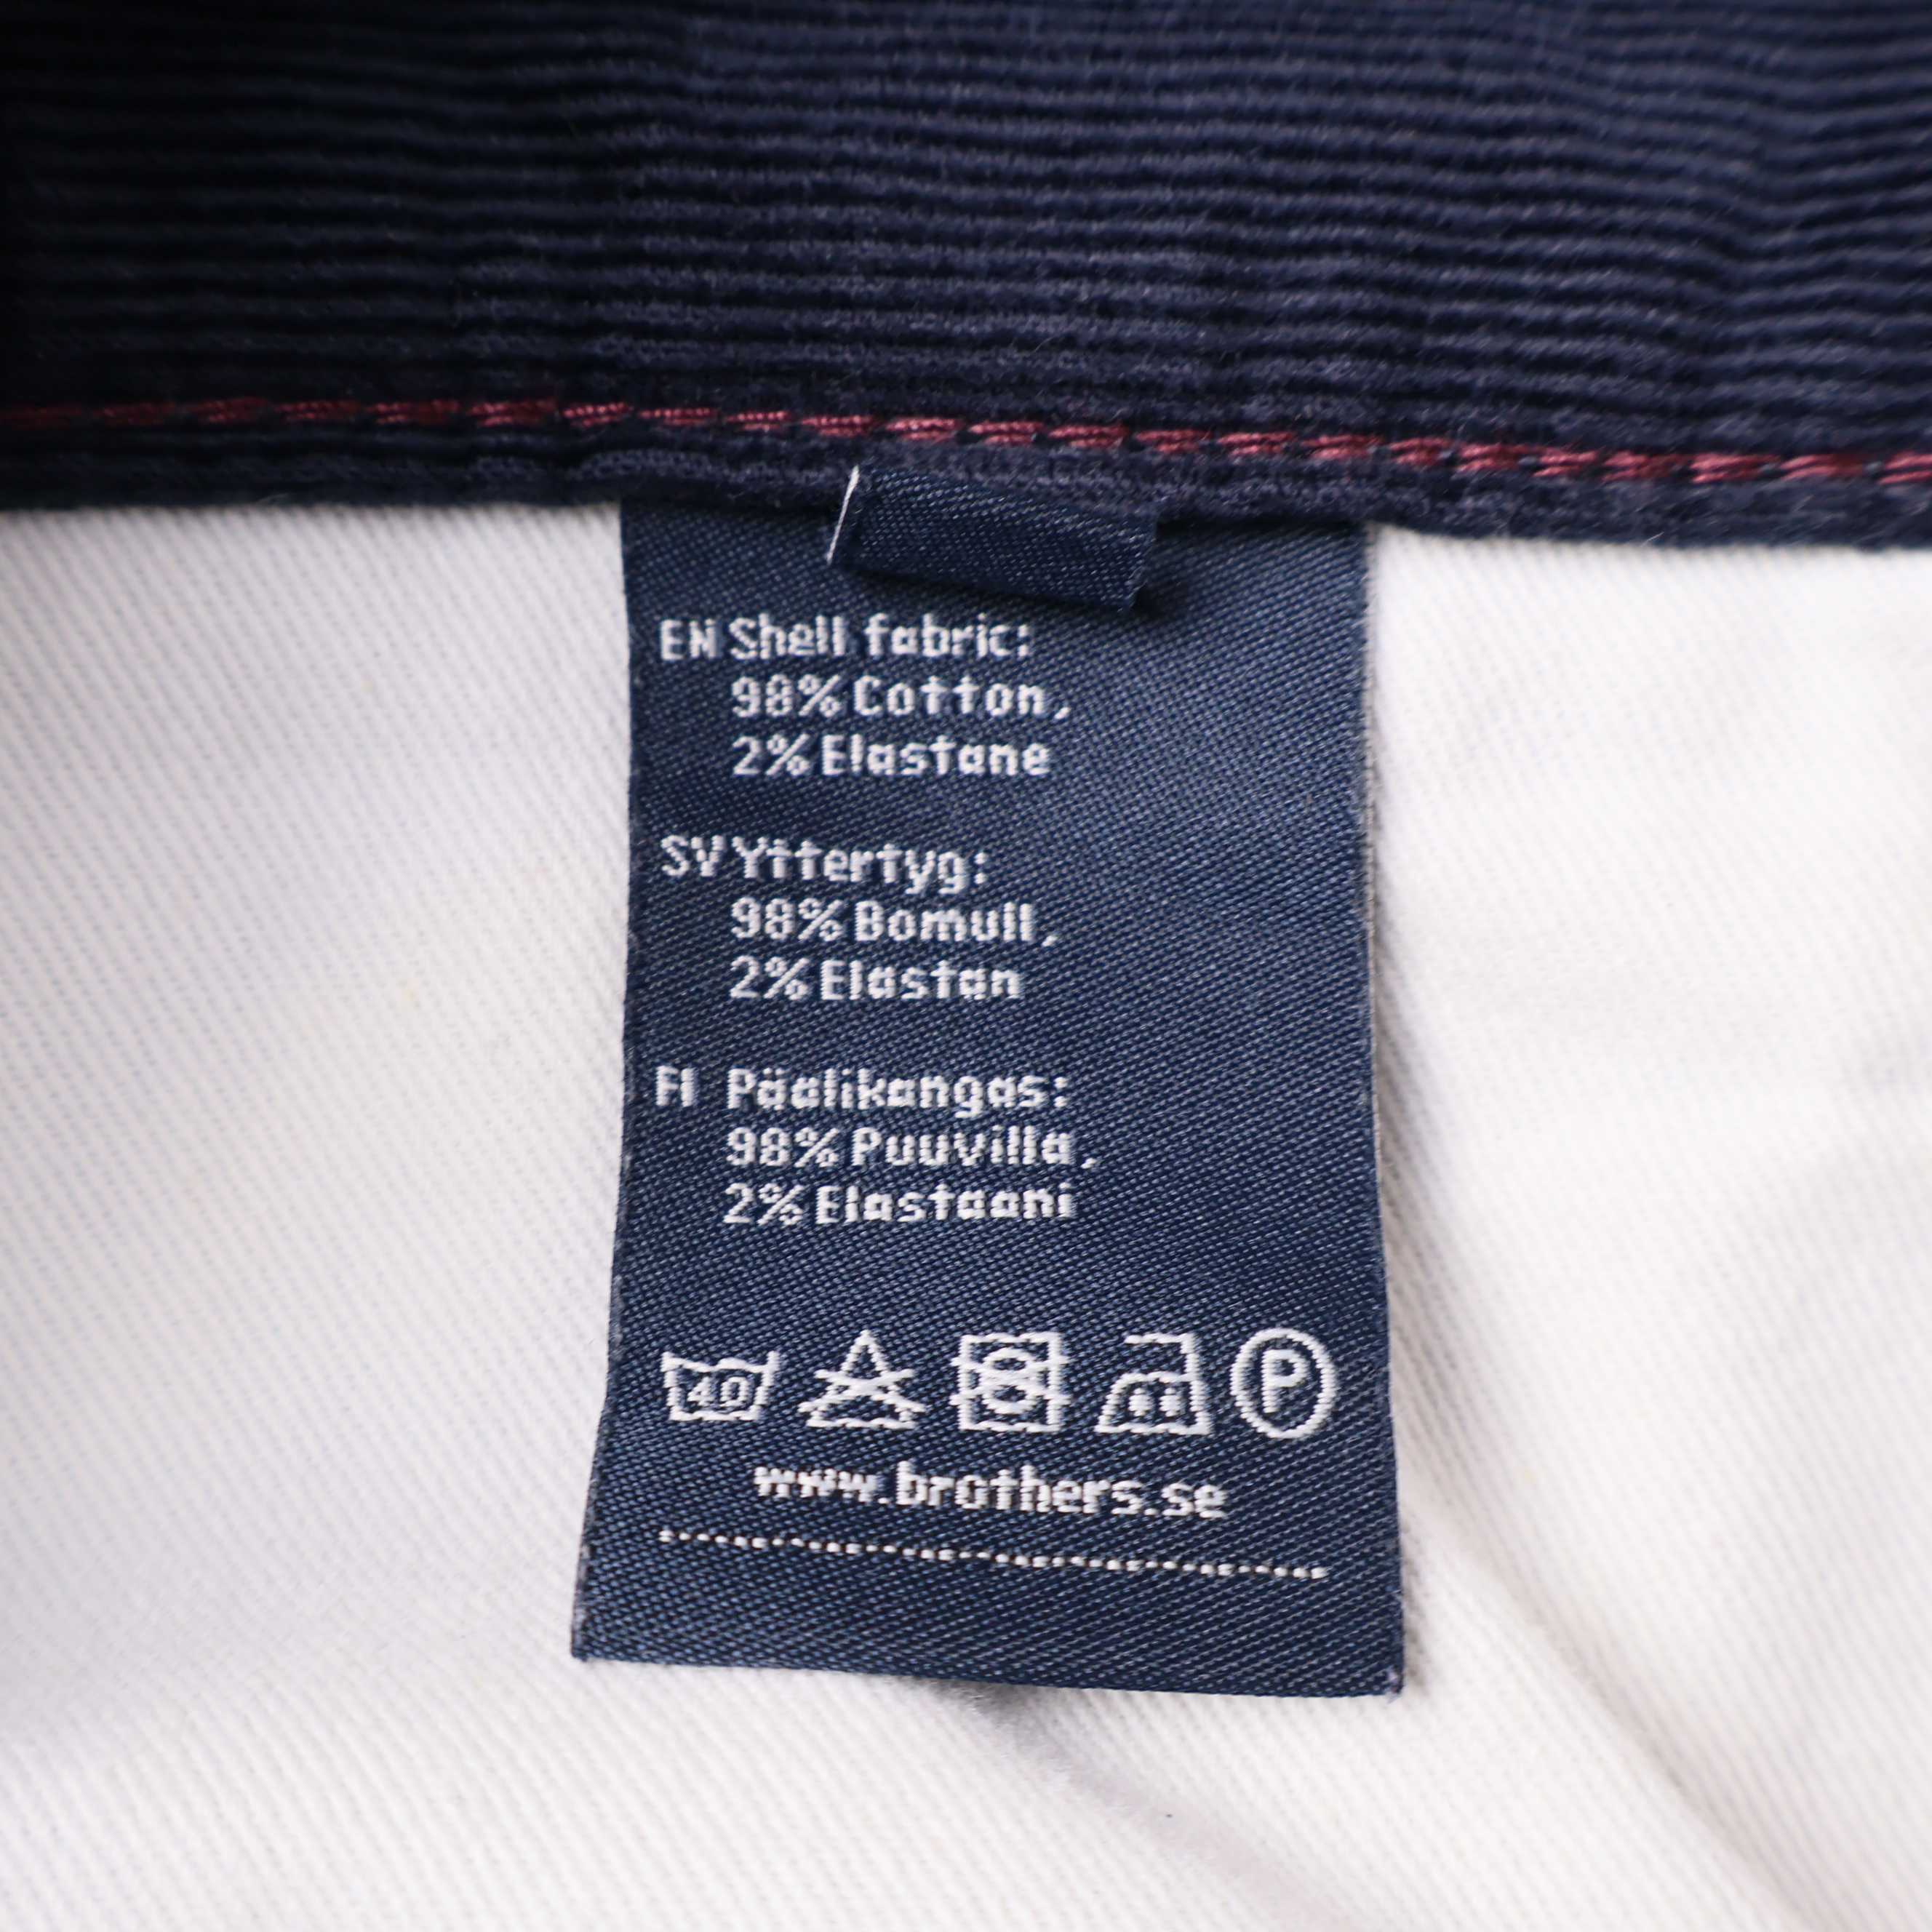 EN Shell fabric:
98% Cotton,
2% Elastane
SV Yttertyg:
98% Bomull,
2% Elastan
FI Päälikangas:
98% Puuvilla,
2% Elastaani
40 P
www.brothers.se